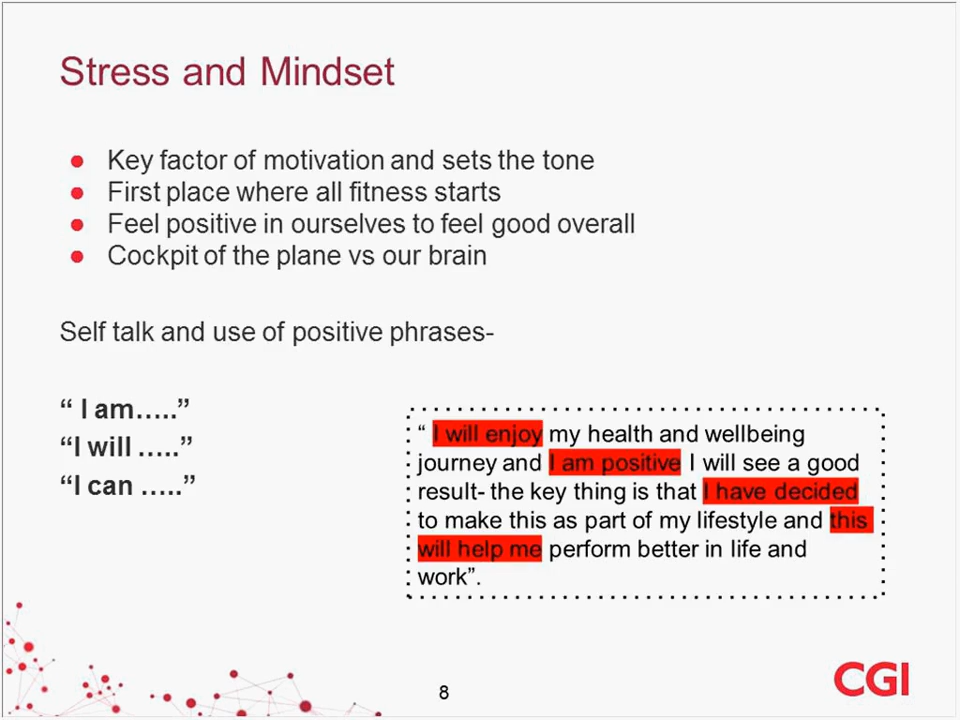 Stress and Mindset
● Key factor of motivation and sets the tone
● First place where all fitness starts
● Feel positive in ourselves to feel good overall
● Cockpit of the plane vs our brain
Self talk and use of positive phrases-
“ I am…..”
“I will …..”
“I can …..”
“ I will enjoy my health and wellbeing
journey and I am positive I will see a good
result- the key thing is that I have decided
to make this as part of my lifestyle and this
will help me perform better in life and
work”.
8
CGI